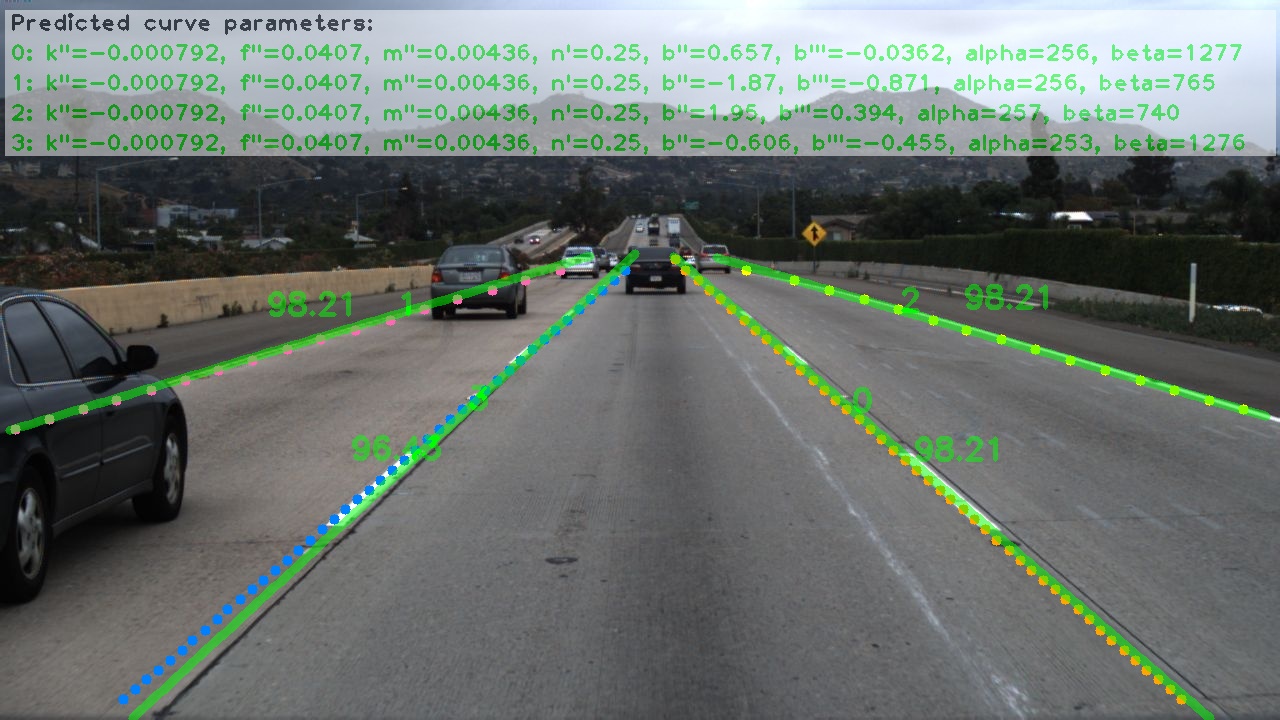 Predicted curve parameters:
0: k''=-0.000792, f''=0.0407, m''=0.00436, n'=0.25, b''=0.657, b'''=-0.0362, alpha=256, beta=1277
1: k''=-0.000792, f''=0.0407, m''=0.00436, n'=0.25, b''=-1.87, b'''=-0.871, alpha=256, beta=765
2: k''=-0.000792, f''=0.0407, m''=0.00436, n'=0.25, b''=1.95, b'''=0.394, alpha=257, beta=740
3: k''=-0.000792, f''=0.0407, m''=0.00436, n'=0.25, b''=-0.606, b'''=-0.455, alpha=253, beta=1276
98.21 1 2 98.21
3 0
98.21